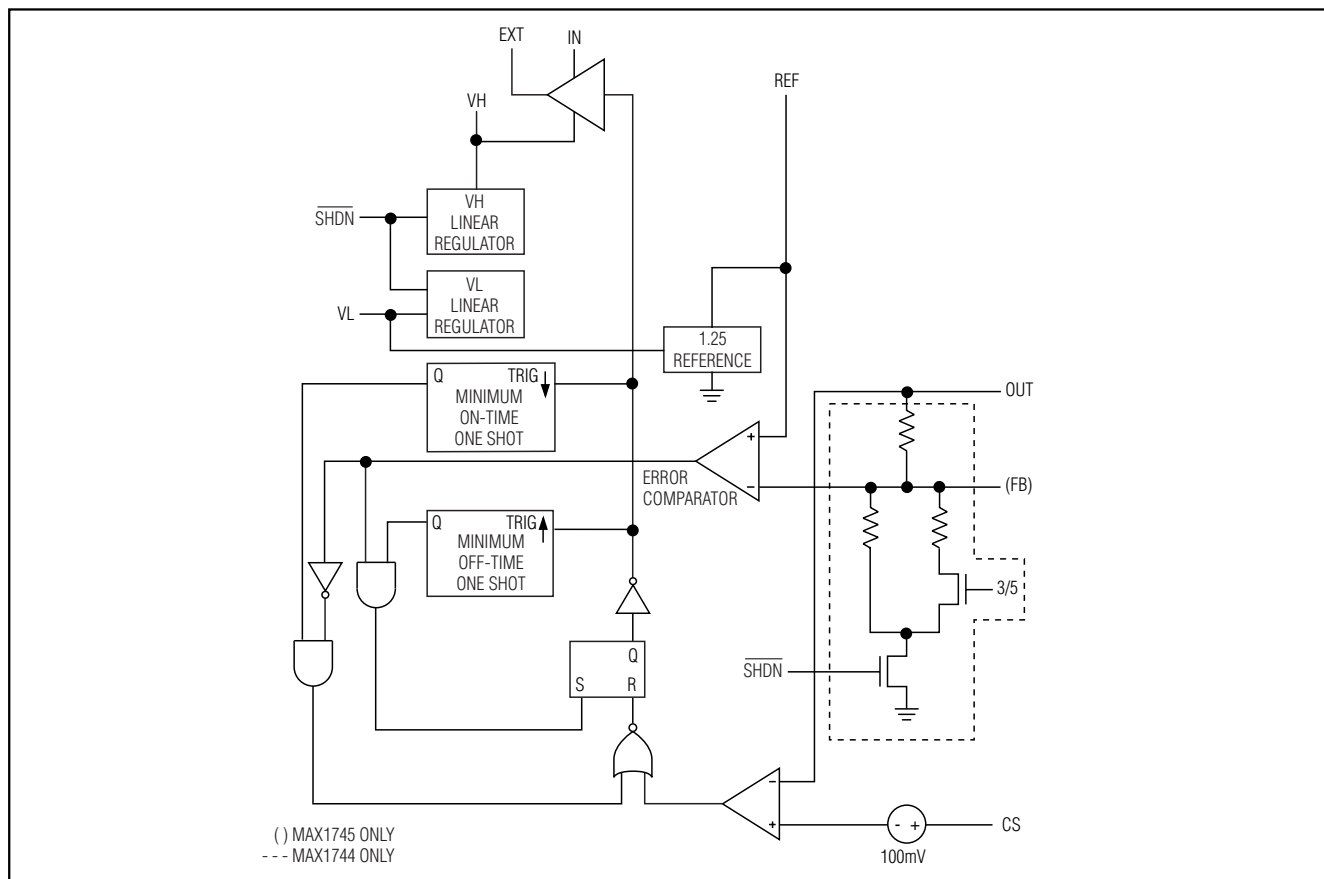 EXT
IN
REF
VH
SHDN
VH
LINEAR
REGULATOR
VL
LINEAR
REGULATOR
VL
1.25
REFERENCE
Q
TRIG
MINIMUM
ON-TIME
ONE SHOT
OUT
+
-
ERROR
COMPARATOR
(FB)
Q
TRIG
MINIMUM
OFF-TIME
ONE SHOT
3/5
Q
S
R
SHDN
-
+
- +
CS
100mV
( ) MAX1745 ONLY
- - - MAX1744 ONLY